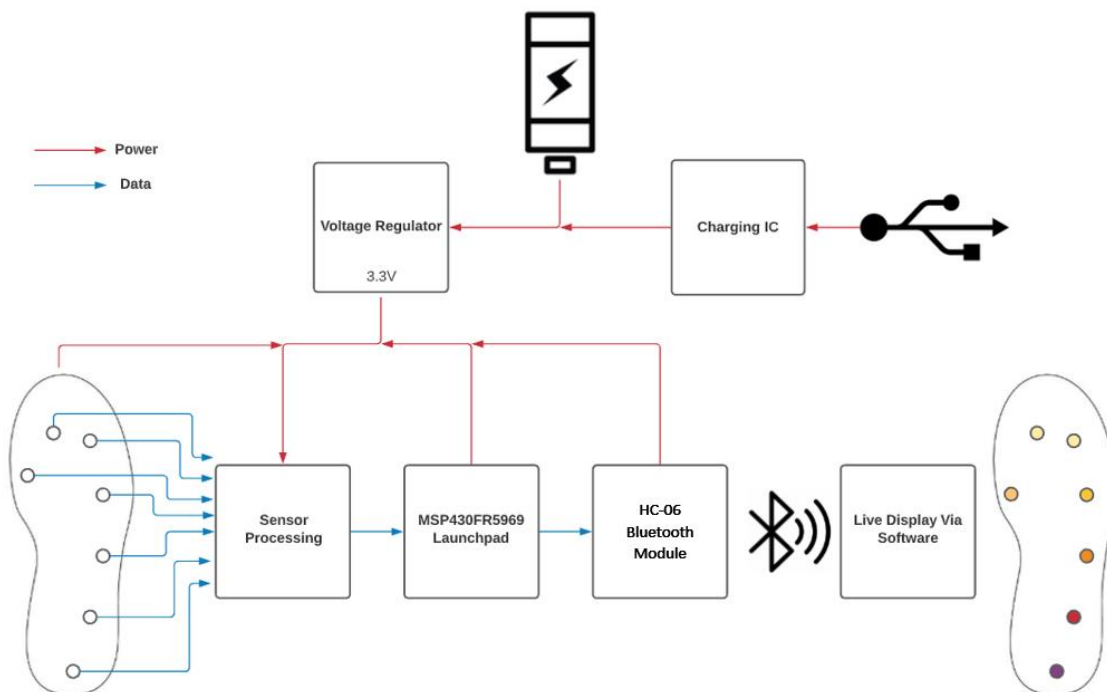 Power
Data
Voltage Regulator
3.3V
Charging IC
Sensor
Processing
MSP430FR5969
Launchpad
HC-06
Bluetooth
Module
Live Display Via
Software